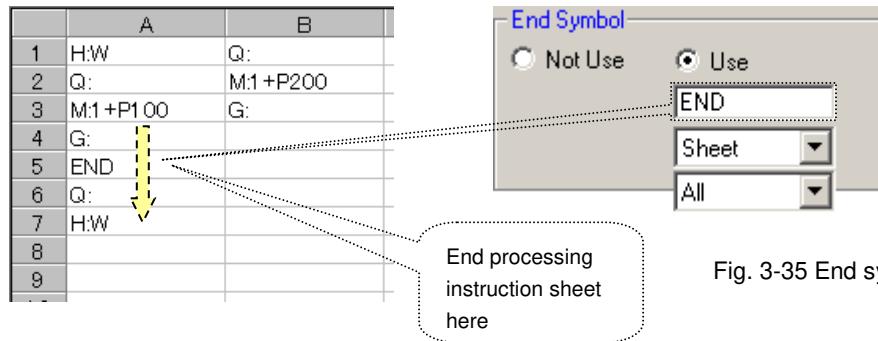 A B
1 H:W Q:
2 Q: M:1+P200
3 M:1+P100 G:
4 G:
5 END
6 Q:
7 H:W
8
9
End Symbol
Not Use Use
END
Sheet
All
End processing
instruction sheet
here
Fig. 3-35 End sy